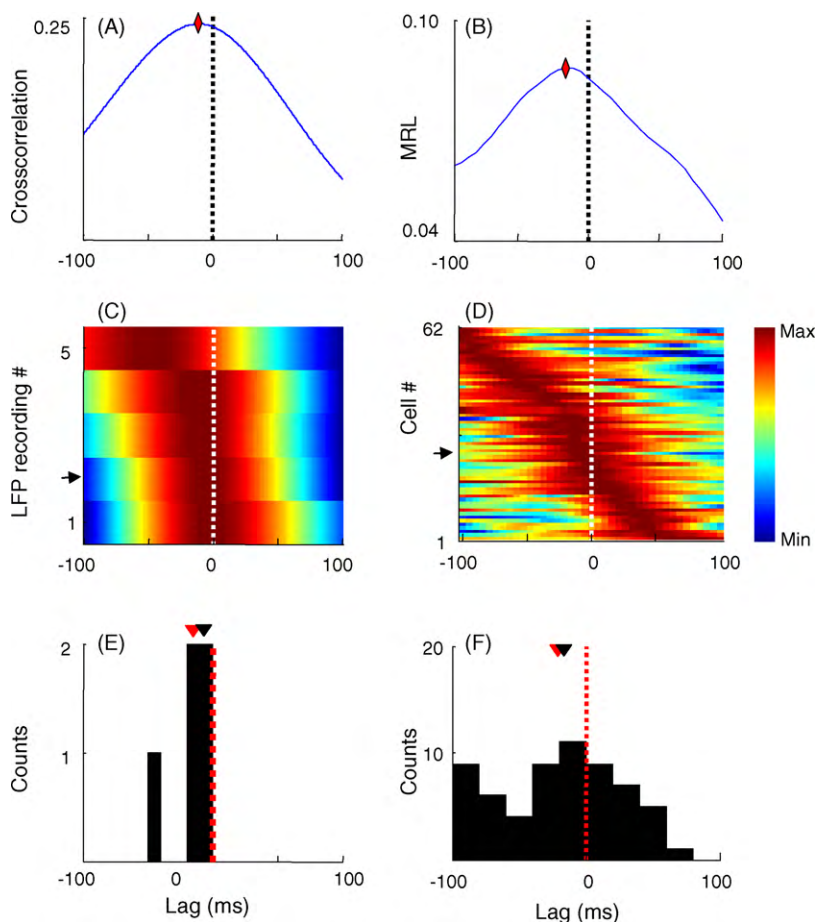 (A)
0.25
Crosscorrelation
-100
0
100
(B)
0.10
MRL
0.04
-100
0
100
(C)
5
LFP recording #
1
-100
0
100
(D)
62
Cell #
1
-100
0
100
Max
Min
(E)
2
Counts
1
-100
0
100
Lag (ms)
(F)
20
Counts
10
-100
0
100
Lag (ms)